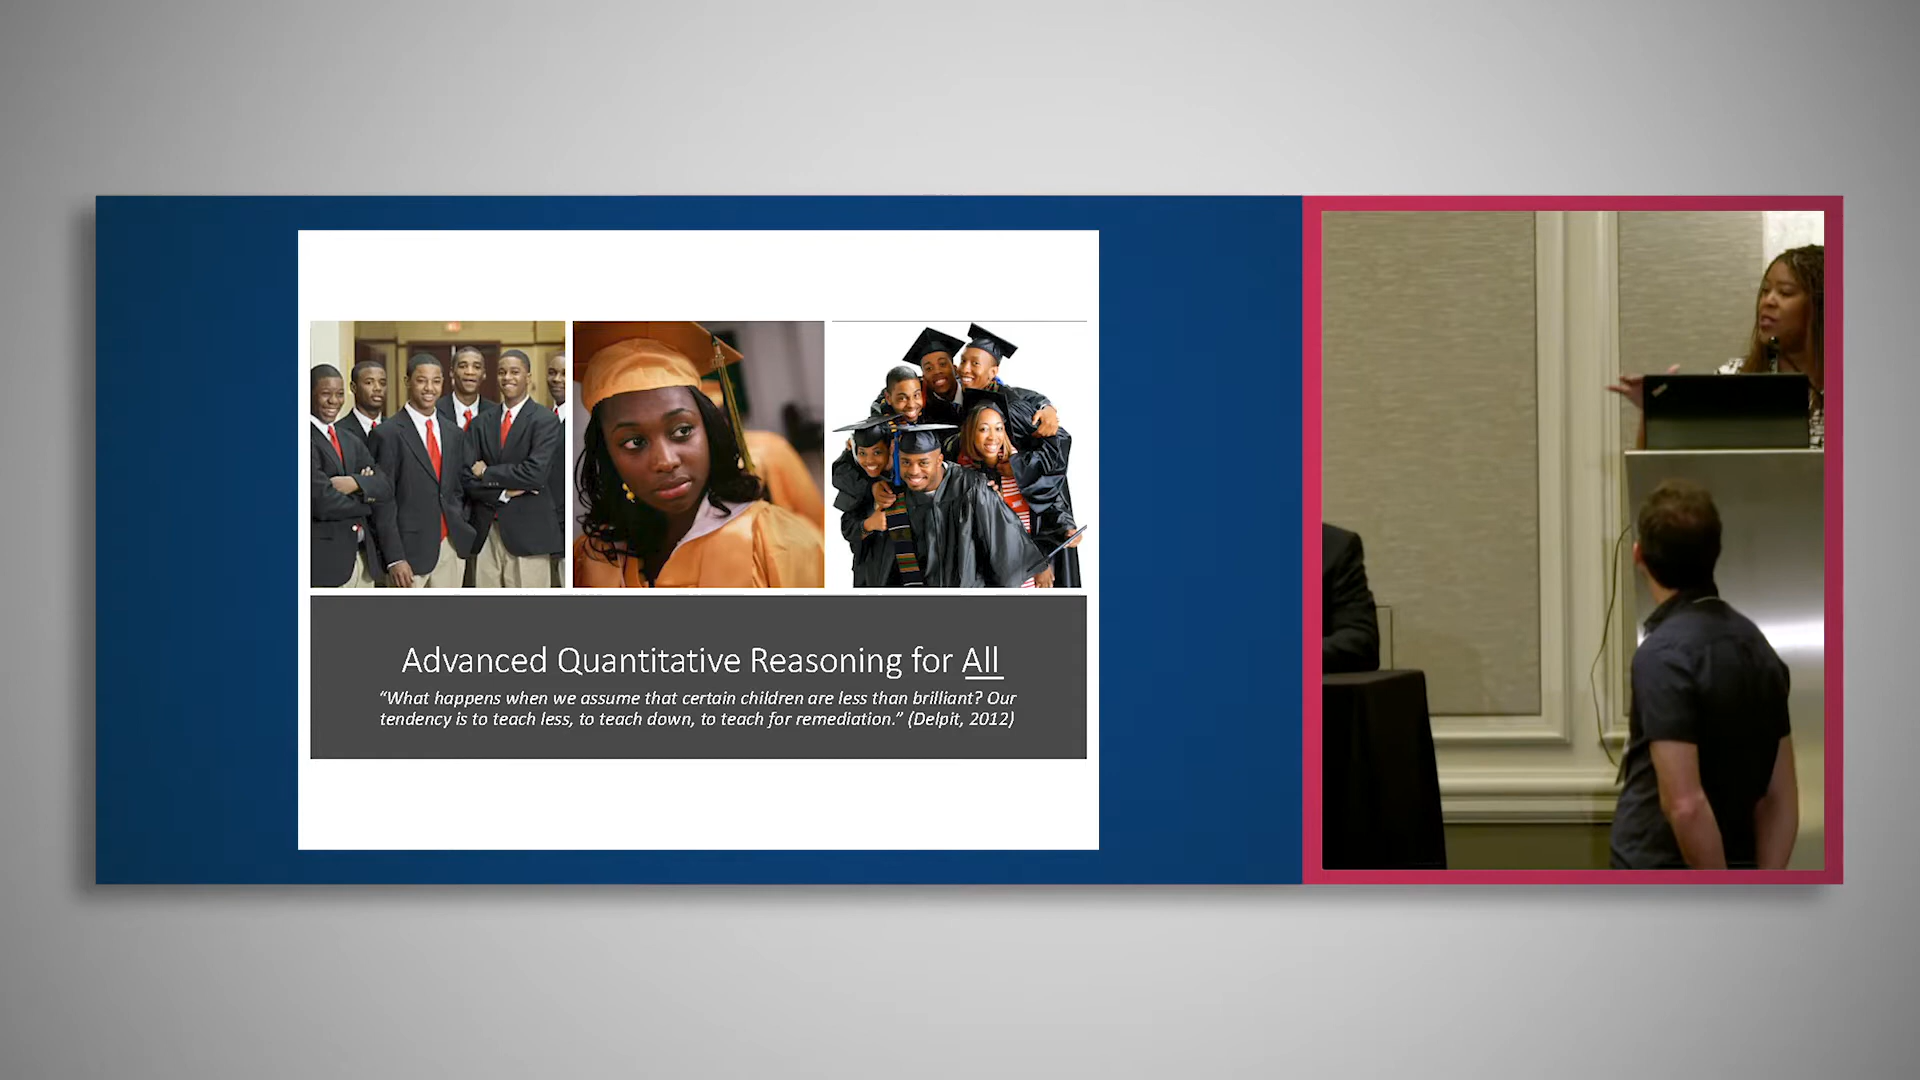 Advanced Quantitative Reasoning for All
“What happens when we assume that certain children are less than brilliant? Our
tendency is to teach less, to teach down, to teach for remediation.” (Delpit, 2012)